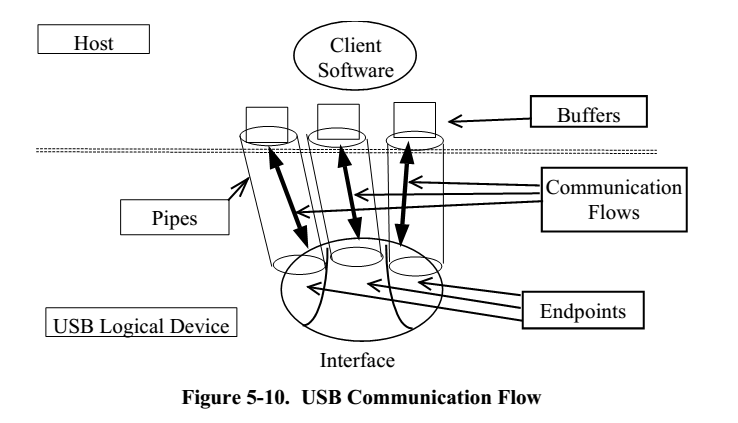 Host
Client
Software
Buffers
Communication
Flows
Pipes
Endpoints
USB Logical Device
Interface
Figure 5-10.  USB Communication Flow